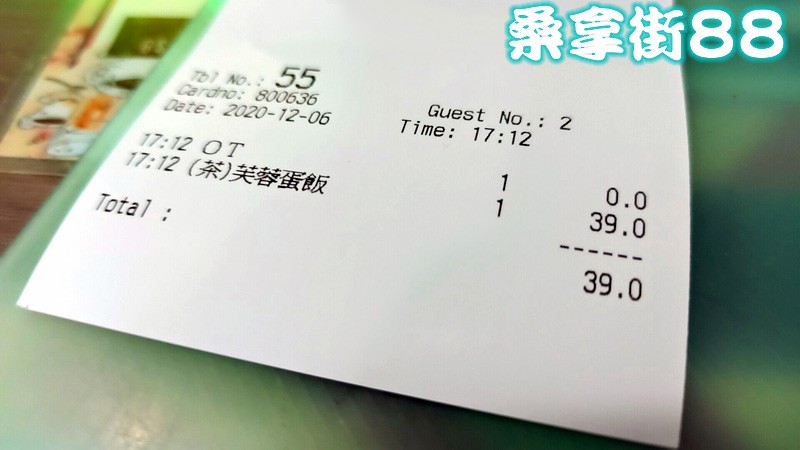 桑拿街88
Tbl No.: 55
Cardno: 800636
Date: 2020-12-06
Guest No.: 2
Time: 17:12
17:12 OT 1 0.0
17:12 (茶)芙蓉蛋飯 1 39.0
------
Total : 39.0